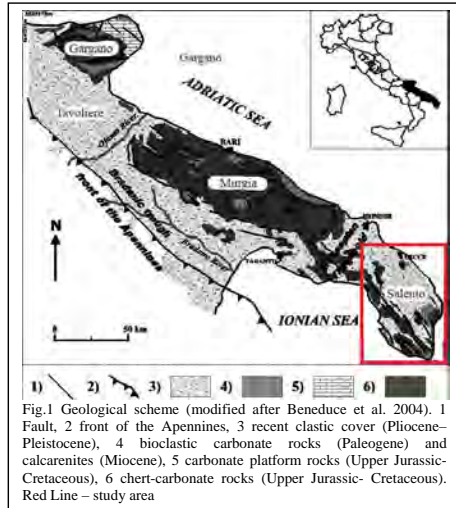 Gargano
Gargano
ADRIATIC SEA
Tavoliere
Ofanto River
BARI
Murgia
Bradanic trough
front of the Apennines
Bradano River
BRINDISI
N
TARANTO
LECCE
Salento
IONIAN SEA
0 50 km
1) 2) 3) 4) 5) 6)
Fig.1 Geological scheme (modified after Beneduce et al. 2004). 1
Fault, 2 front of the Apennines, 3 recent clastic cover (Pliocene–
Pleistocene), 4 bioclastic carbonate rocks (Paleogene) and
calcarenites (Miocene), 5 carbonate platform rocks (Upper Jurassic-
Cretaceous), 6 chert-carbonate rocks (Upper Jurassic- Cretaceous).
Red Line – study area